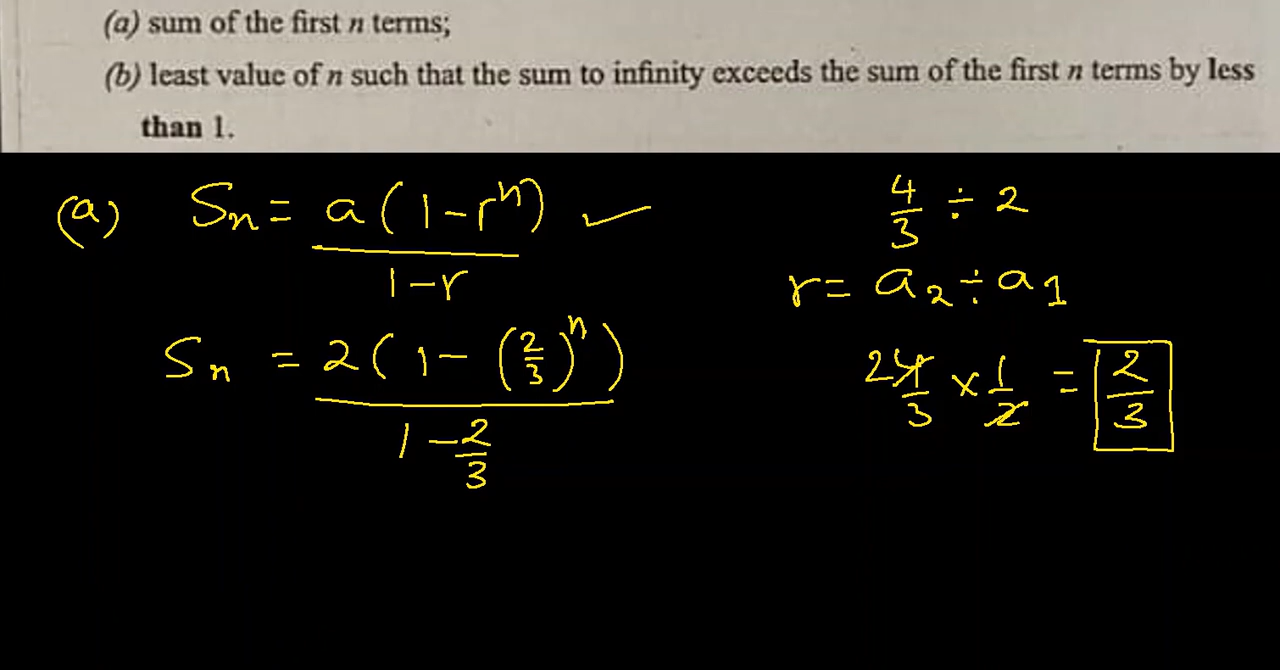 (a) sum of the first n terms;
(b) least value of n such that the sum to infinity exceeds the sum of the first n terms by less
than 1.
(a) Sn = a(1-r^n) / 1-r ✓
4/3 ÷ 2
r = a₂ ÷ a₁
Sn = 2(1-(2/3)^n) / 1-2/3
2 4/3 × 1/2 = 2/3